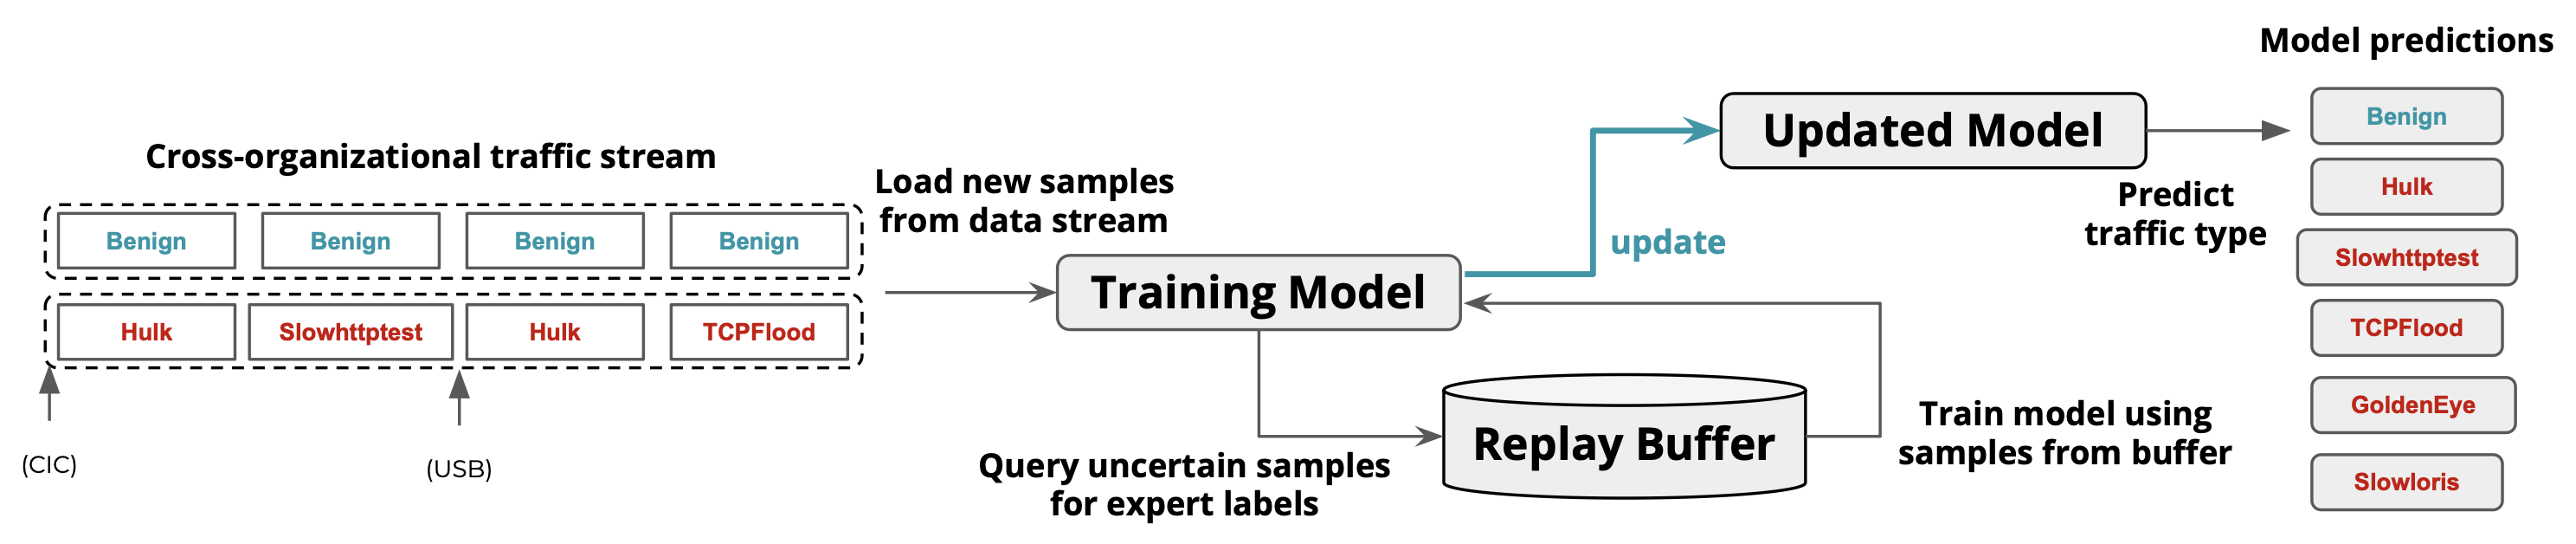 Cross-organizational traffic stream
Benign
Benign
Benign
Benign
Hulk
Slowhttptest
Hulk
TCPFlood
(CIC)
(USB)
Load new samples
from data stream
Training Model
Query uncertain samples
for expert labels
Replay Buffer
Train model using
samples from buffer
update
Updated Model
Predict
traffic type
Model predictions
Benign
Hulk
Slowhttptest
TCPFlood
GoldenEye
Slowloris